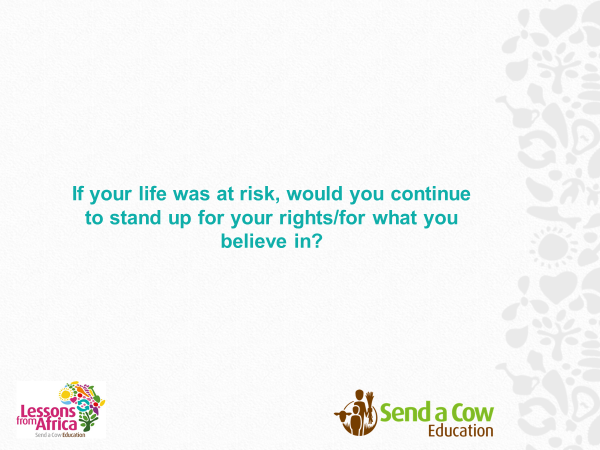 If your life was at risk, would you continue
to stand up for your rights/for what you
believe in?
Lessons
from Africa
Send a Cow Education
Send a Cow
Education